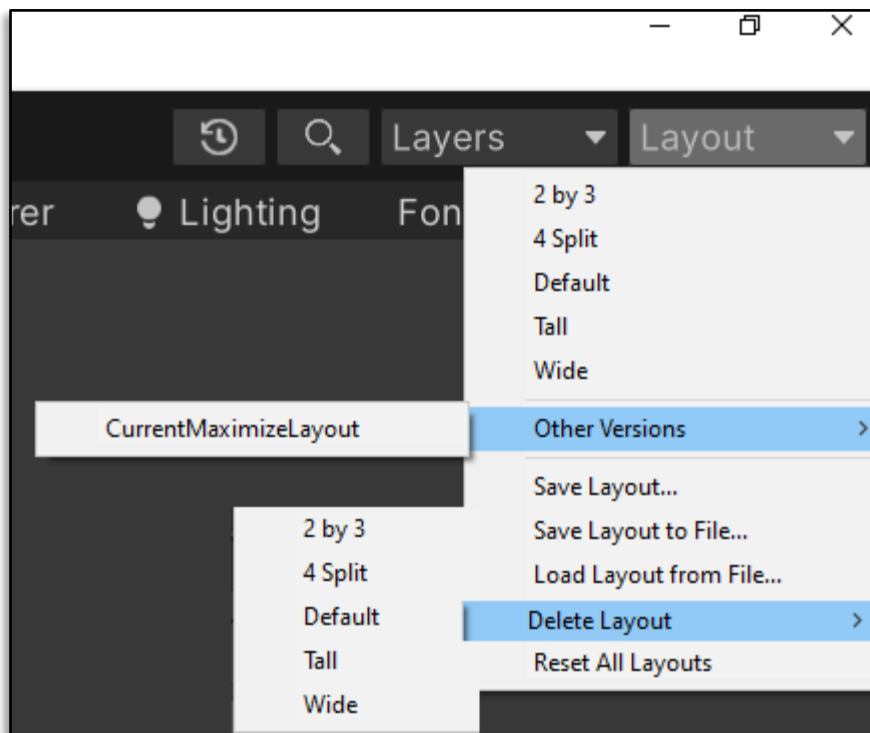 Layers
Layout
rer
Lighting
Fon
2 by 3
4 Split
Default
Tall
Wide
Other Versions
CurrentMaximizeLayout
Save Layout...
Save Layout to File...
Load Layout from File...
Delete Layout
Reset All Layouts
2 by 3
4 Split
Default
Tall
Wide